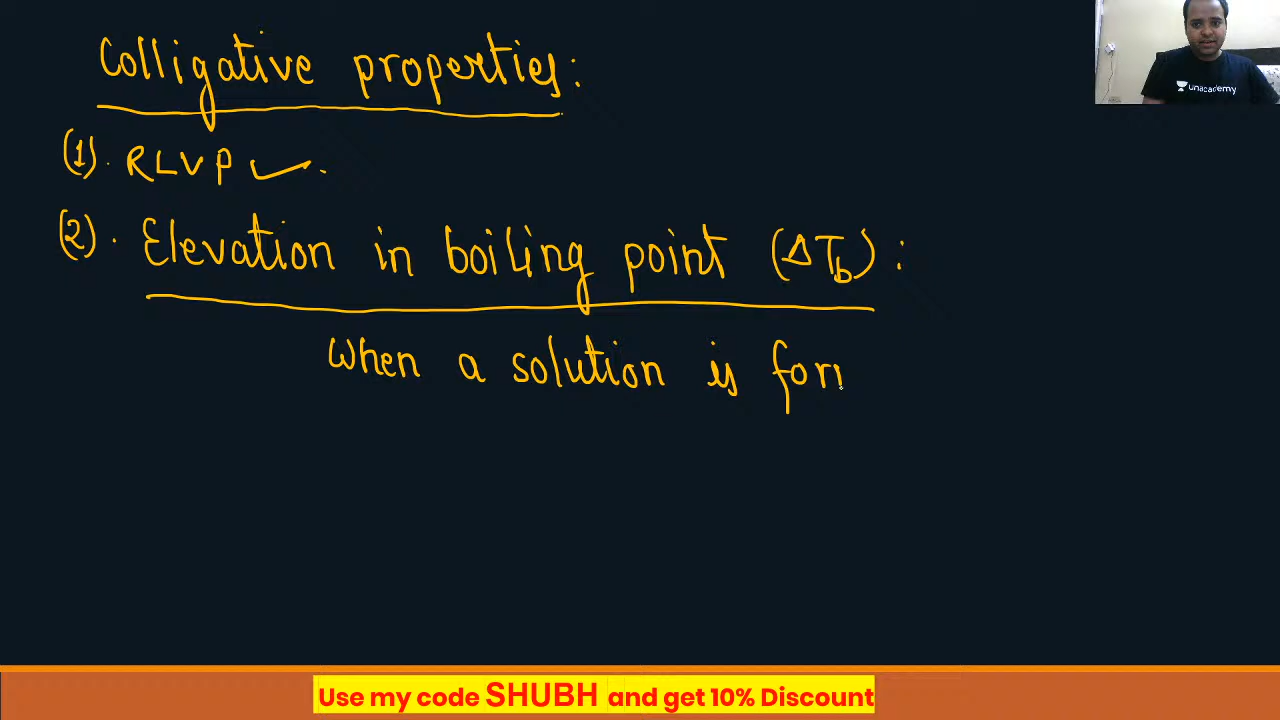 Colligative properties:
(1). RLVP ✓.
(2). Elevation in boiling point (ΔTb):
when a solution is for
unacademy
Use my code SHUBH and get 10% Discount